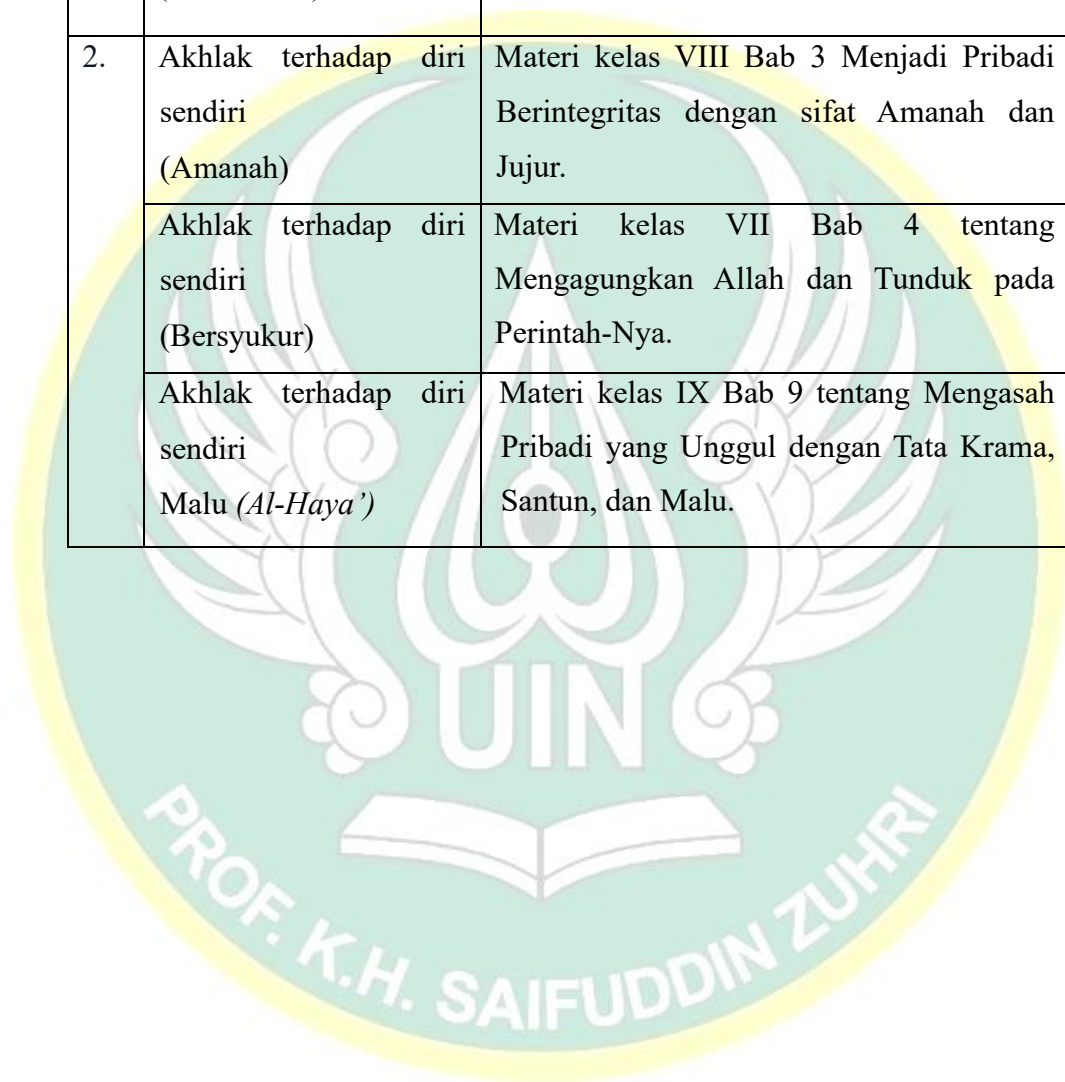 2.
Akhlak terhadap diri
sendiri
(Amanah)
Materi kelas VIII Bab 3 Menjadi Pribadi
Berintegritas dengan sifat Amanah dan
Jujur.
Akhlak terhadap diri
sendiri
(Bersyukur)
Materi kelas VII Bab 4 tentang
Mengagungkan Allah dan Tunduk pada
Perintah-Nya.
Akhlak terhadap diri
sendiri
Malu (Al-Haya’)
Materi kelas IX Bab 9 tentang Mengasah
Pribadi yang Unggul dengan Tata Krama,
Santun, dan Malu.
UIN
PROF. K.H. SAIFUDDIN ZUHRI